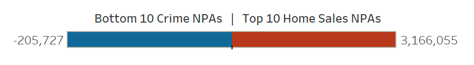 Bottom 10 Crime NPAs | Top 10 Home Sales NPAs
-205,727 3,166,055